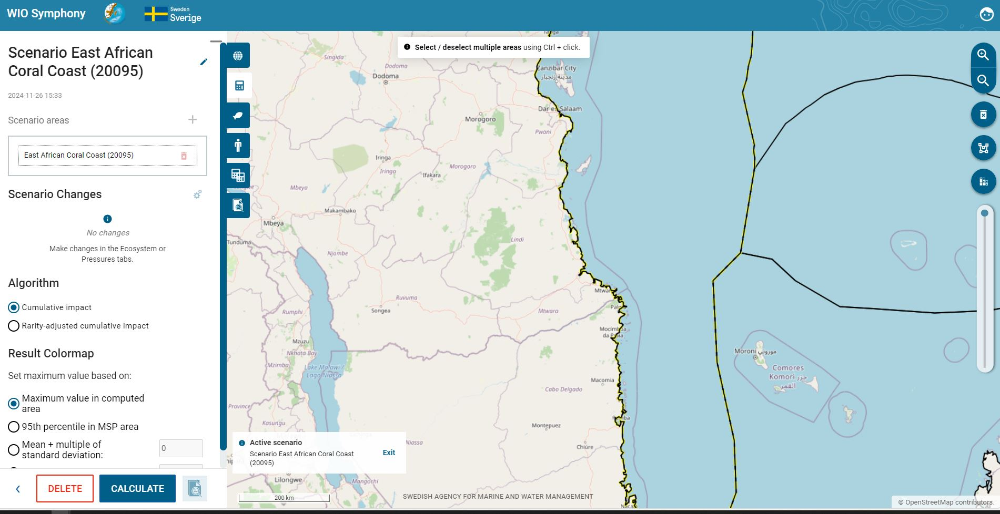 WIO Symphony
Sweden
Sverige
Scenario East African
Coral Coast (20095)
2024-11-26 15:33
Scenario areas
East African Coral Coast (20095)
Scenario Changes
No changes
Make changes in the Ecosystem or
Pressures tabs.
Algorithm
Cumulative impact
Rarity-adjusted cumulative impact
Result Colormap
Set maximum value based on:
Maximum value in computed
area
95th percentile in MSP area
Mean + multiple of
standard deviation:
0
DELETE
CALCULATE
Select / deselect multiple areas using Ctrl + click.
Singida
Dodoma
Dodoma
Zanzibar City
مدينة زنجبار
Dar es Salaam
Morogoro
Pwani
Iringa
Iringa
Morogoro
Ifakara
Mbeya
Makambako
Mbeya
Tunduma
Lindi
Njombe
Mtwar
Ruvuma
Songea
Rumphi
Mtwara
Palm
Mocímboa
da Praia
Mzuzu
Nkhata Bay
Mzimba
Lake Malawi /
Lago Niassa
Moroni موروني
Comores
Komori جزر
القمر
Macomia
Cabo Delgado
Province
Kasungu
Montepuez
Niassa
Chiúre
Lilongwe
Mangochi
Active scenario
Scenario East African Coral Coast
(20095)
Exit
200 km
SWEDISH AGENCY FOR MARINE AND WATER MANAGEMENT
Naca
© OpenStreetMap contributors.